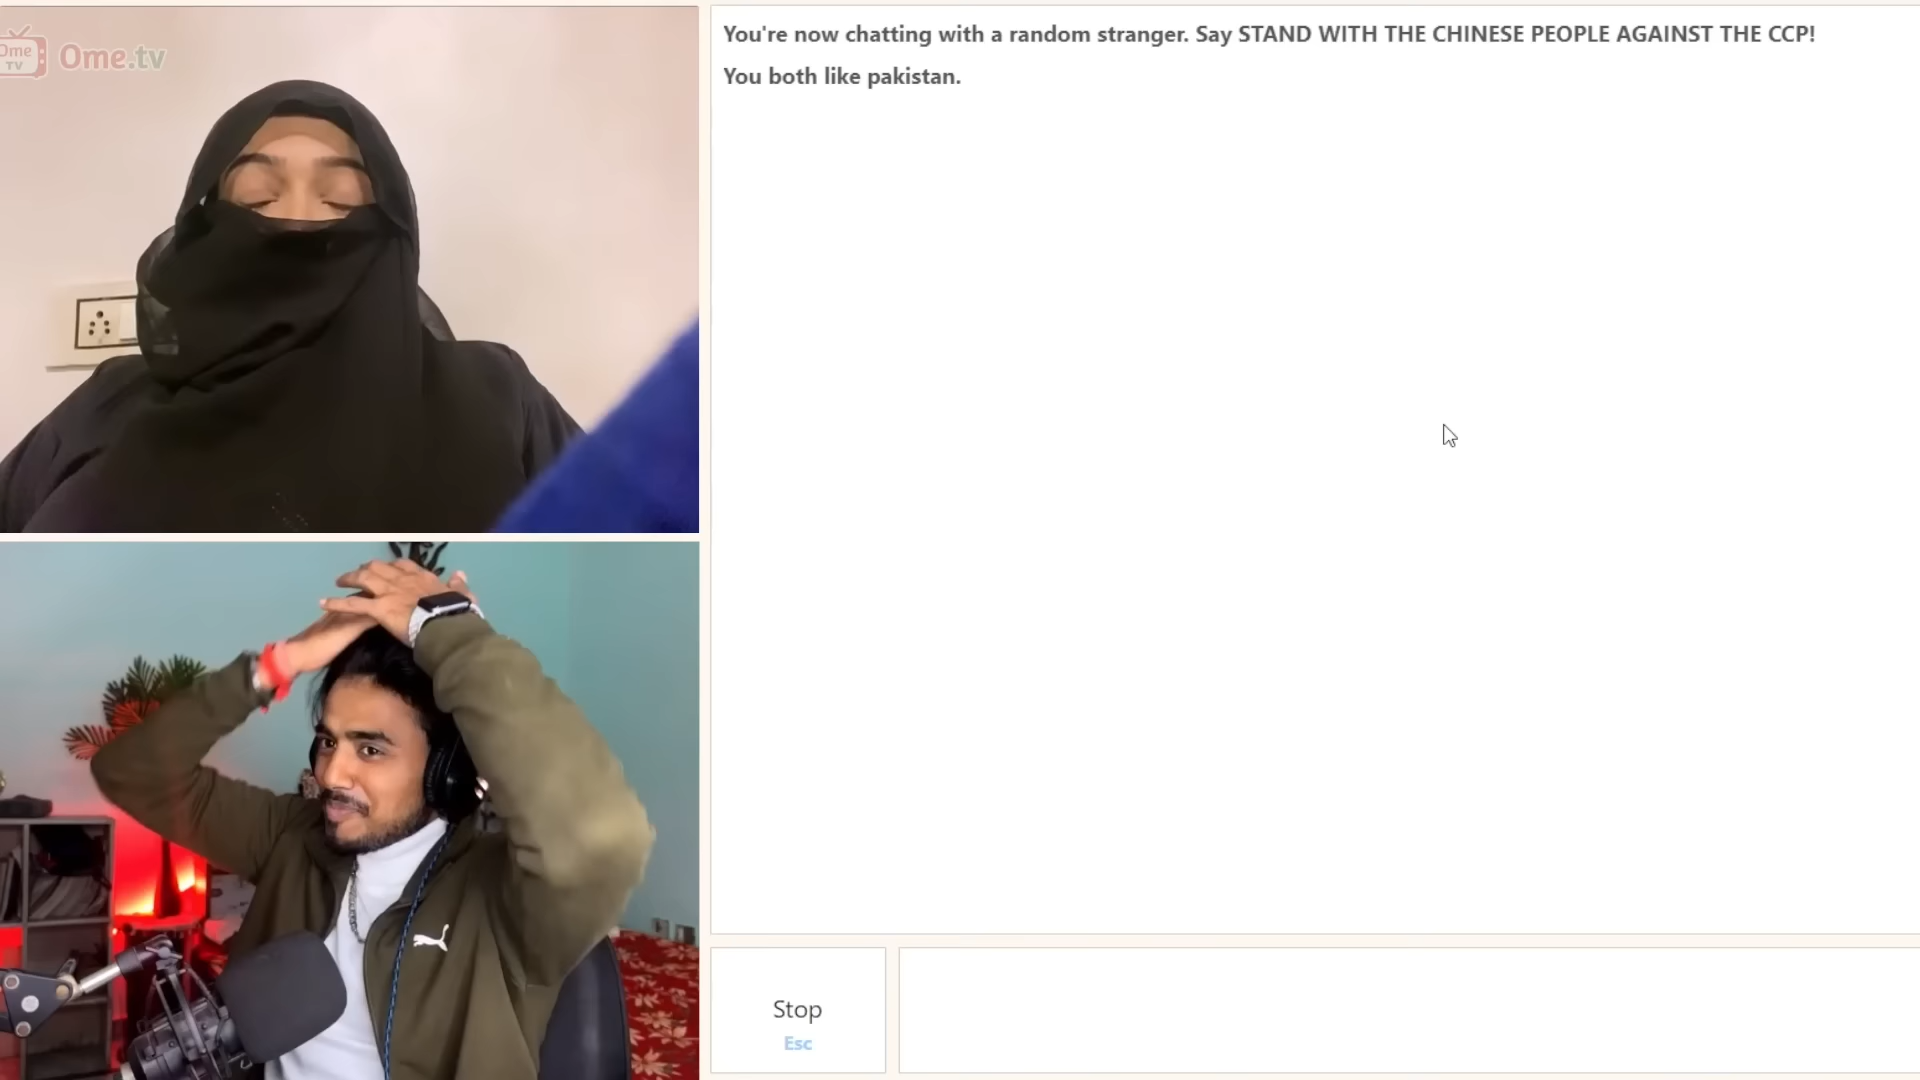 Ome
TV
Ome.tv
You're now chatting with a random stranger. Say STAND WITH THE CHINESE PEOPLE AGAINST THE CCP!
You both like pakistan.
Stop
Esc